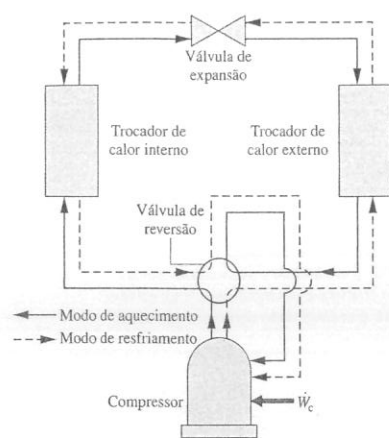 Válvula de
expansão
Trocador de
calor interno
Trocador de
calor externo
Válvula de
reversão
Modo de aquecimento
Modo de resfriamento
Compressor
Ẇc